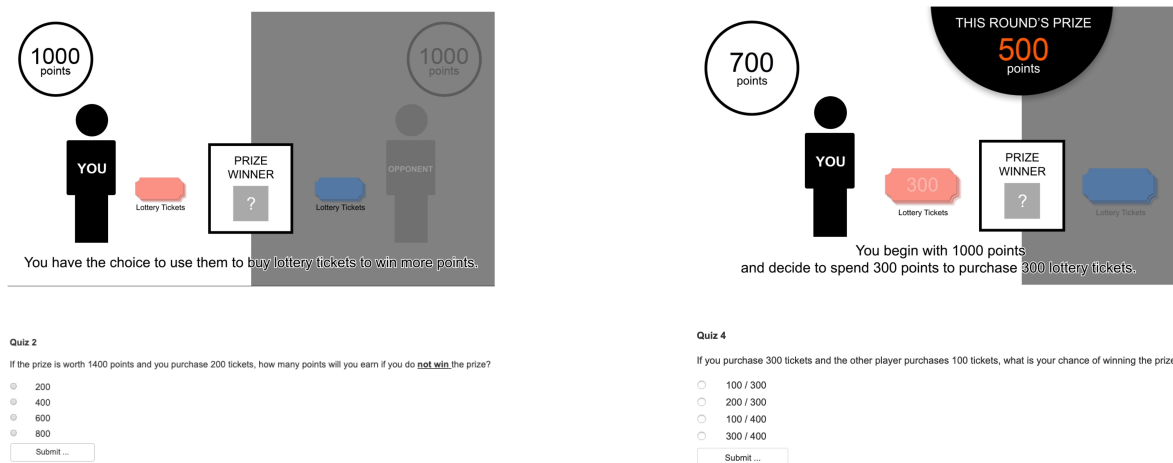 1000
points
1000
points
YOU
OPPONENT
PRIZE
WINNER
?
Lottery Tickets
Lottery Tickets
You have the choice to use them to buy lottery tickets to win more points.
THIS ROUND'S PRIZE
500
points
700
points
YOU
300
Lottery Tickets
PRIZE
WINNER
?
Lottery Tickets
You begin with 1000 points
and decide to spend 300 points to purchase 300 lottery tickets.
Quiz 2
If the prize is worth 1400 points and you purchase 200 tickets, how many points will you earn if you do not win the prize?
200
400
600
800
Submit ...
Quiz 4
If you purchase 300 tickets and the other player purchases 100 tickets, what is your chance of winning the prize
100 / 300
200 / 300
100 / 400
300 / 400
Submit ...